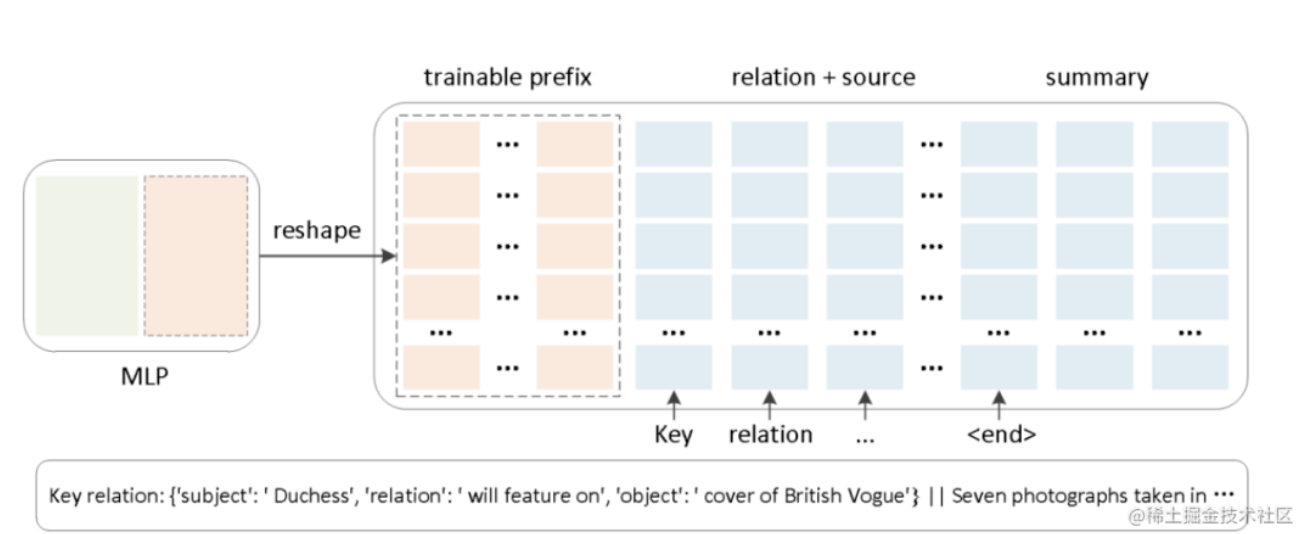 trainable prefix relation + source summary
reshape
MLP
Key relation ... <end>
Key relation: {'subject': ' Duchess', 'relation': ' will feature on', 'object': ' cover of British Vogue'} || Seven photographs taken in ···
@稀土掘金技术社区